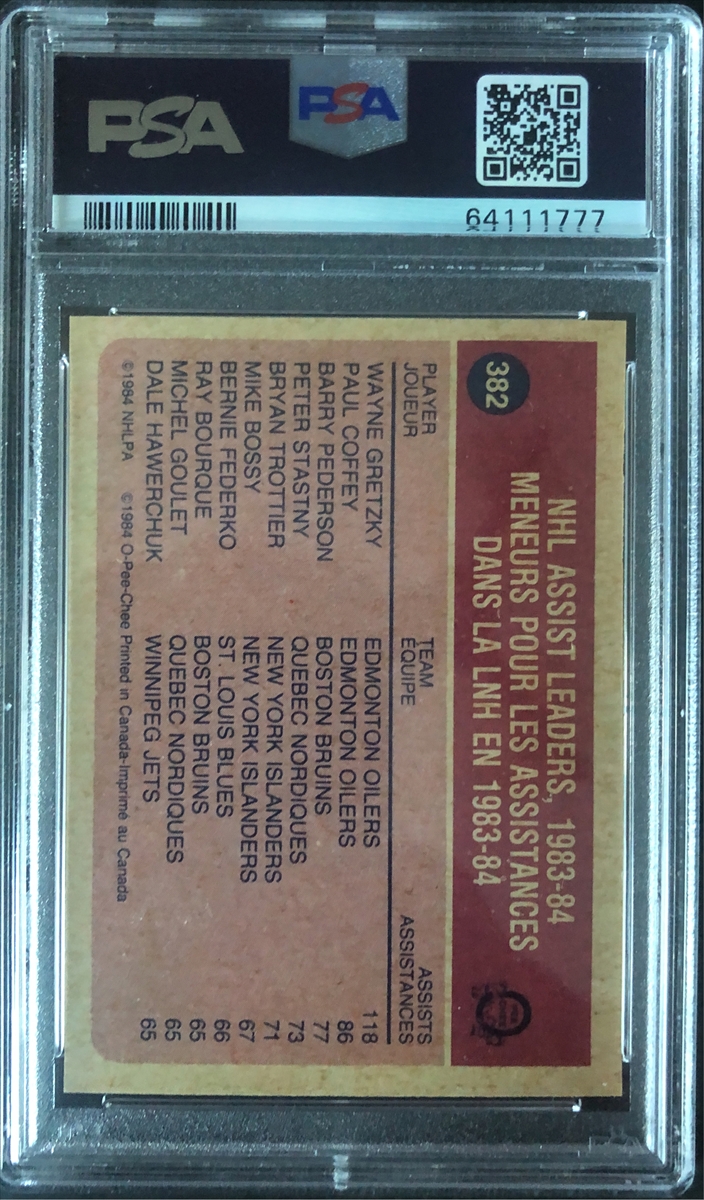 PSA
PSA
64111777
382
NHL ASSIST LEADERS, 1983-84
MENEURS POUR LES ASSISTANCES
DANS LA LNH EN 1983-84
PLAYER TEAM ASSISTS
JOUEUR ÉQUIPE ASSISTANCES
WAYNE GRETZKY EDMONTON OILERS 118
PAUL COFFEY EDMONTON OILERS 86
BARRY PEDERSON BOSTON BRUINS 77
PETER STASTNY QUEBEC NORDIQUES 73
BRYAN TROTTIER NEW YORK ISLANDERS 71
MIKE BOSSY NEW YORK ISLANDERS 67
BERNIE FEDERKO ST. LOUIS BLUES 66
RAY BOURQUE BOSTON BRUINS 65
MICHEL GOULET QUEBEC NORDIQUES 65
DALE HAWERCHUK WINNIPEG JETS 65
©1984 NHLPA ©1984 O-Pee-Chee Printed in Canada-Imprimé au Canada